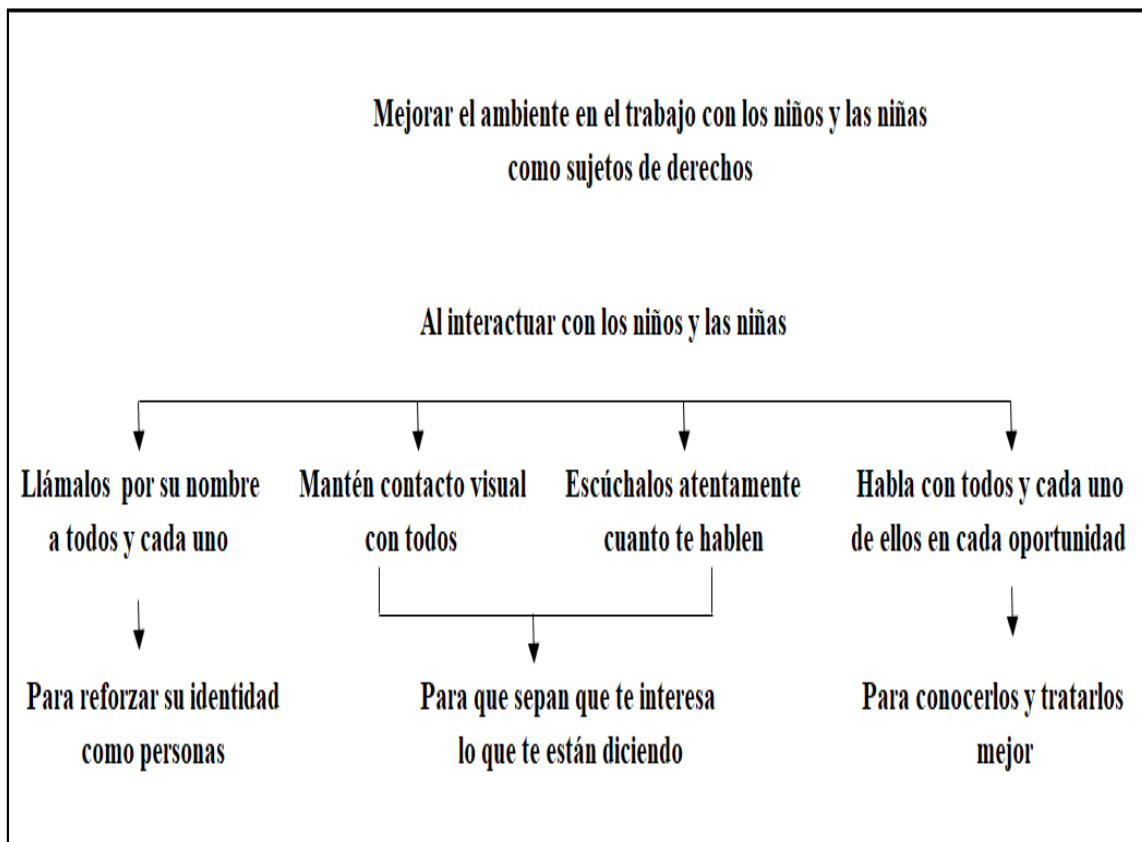 Mejorar el ambiente en el trabajo con los niños y las niñas
como sujetos de derechos
Al interactuar con los niños y las niñas
Llámalos por su nombre
a todos y cada uno
Mantén contacto visual
con todos
Escúchalos atentamente
cuanto te hablen
Habla con todos y cada uno
de ellos en cada oportunidad
Para reforzar su identidad
como personas
Para que sepan que te interesa
lo que te están diciendo
Para conocerlos y tratarlos
mejor